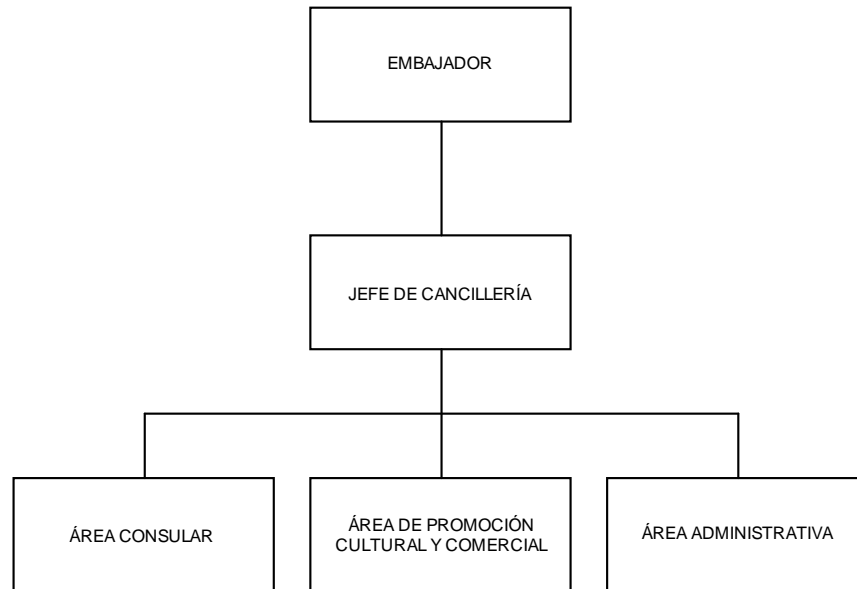 EMBAJADOR
JEFE DE CANCILLERÍA
ÁREA CONSULAR
ÁREA DE PROMOCIÓN
CULTURAL Y COMERCIAL
ÁREA ADMINISTRATIVA